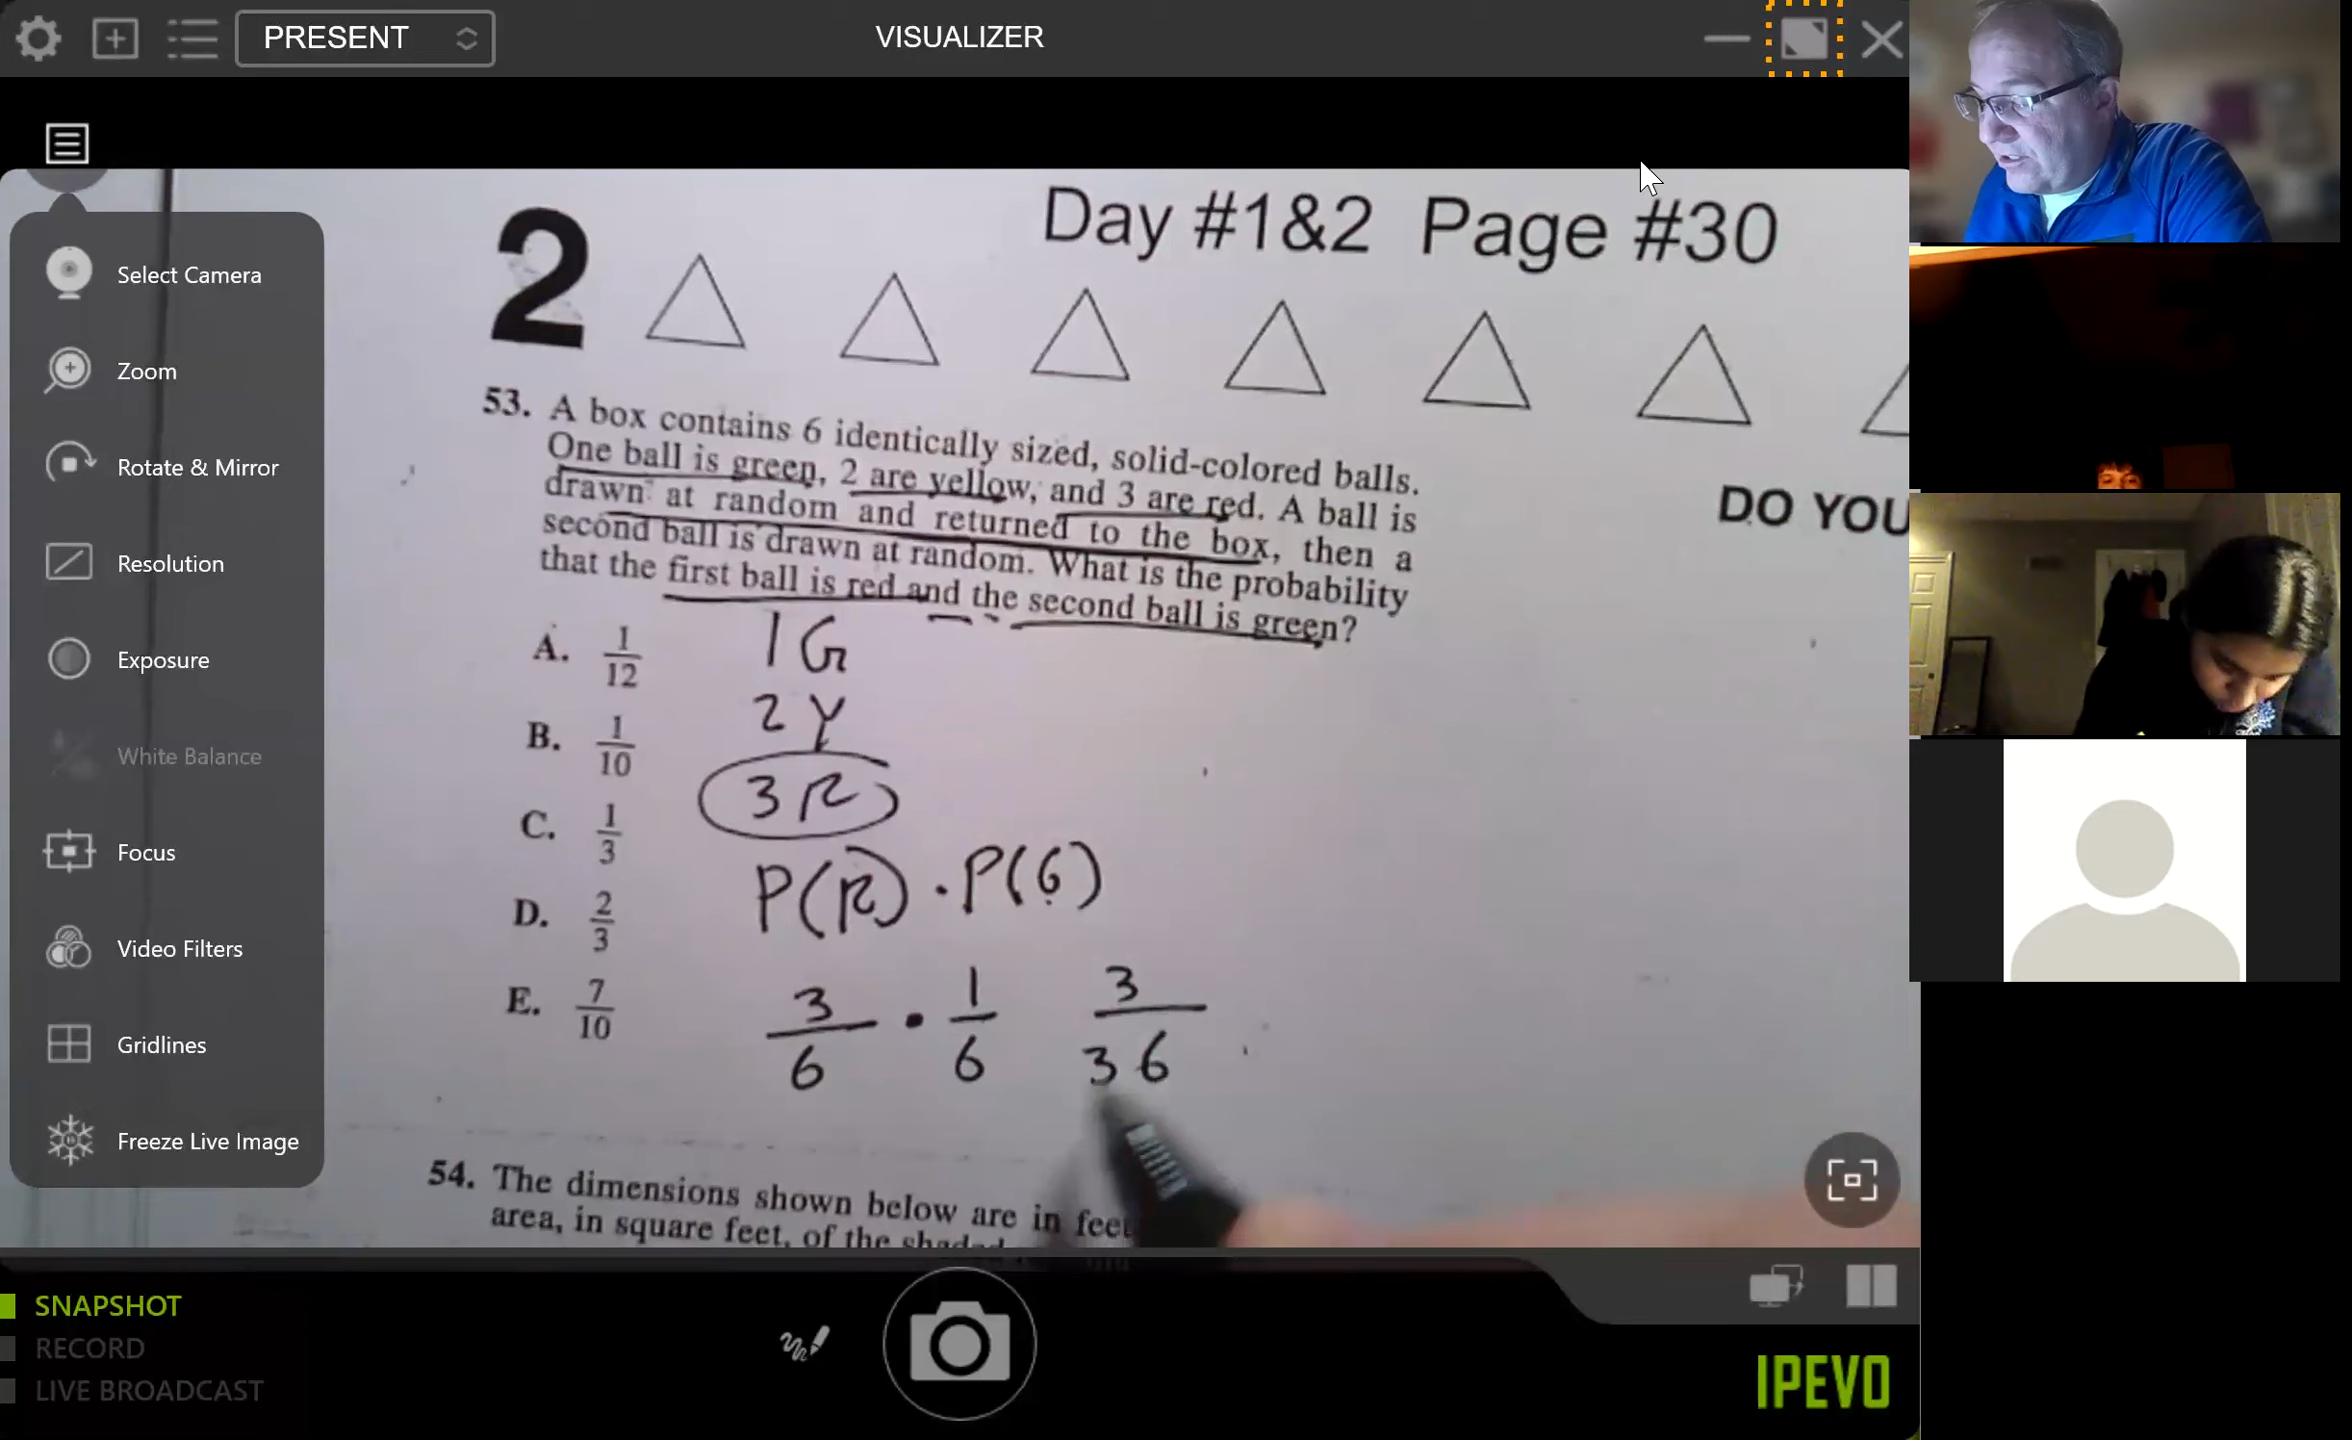 PRESENT
VISUALIZER
Select Camera
Zoom
Rotate & Mirror
Resolution
Exposure
White Balance
Focus
Video Filters
Gridlines
Freeze Live Image
2
Day #1&2 Page #30
53. A box contains 6 identically sized, solid-colored balls.
One ball is green, 2 are yellow, and 3 are red. A ball is
drawn at random and returned to the box, then a
second ball is drawn at random. What is the probability
that the first ball is red and the second ball is green?
DO YOU
A. 1/12
B. 1/10
C. 1/3
D. 2/3
E. 7/10
1G
2Y
3R
P(R) · P(G)
3/6 · 1/6 3/36
54. The dimensions shown below are in feet
area, in square feet, of the shaded
SNAPSHOT
RECORD
LIVE BROADCAST
IPEVO